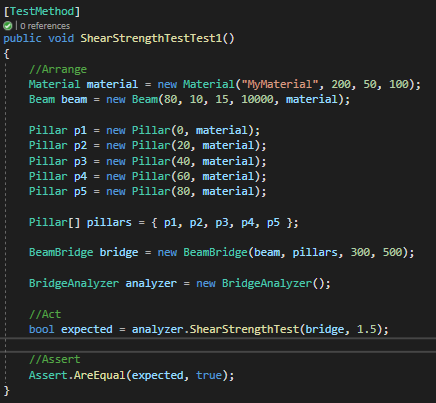 [TestMethod]
| 0 references
public void ShearStrengthTestTest1()
{
//Arrange
Material material = new Material("MyMaterial", 200, 50, 100);
Beam beam = new Beam(80, 10, 15, 10000, material);
Pillar p1 = new Pillar(0, material);
Pillar p2 = new Pillar(20, material);
Pillar p3 = new Pillar(40, material);
Pillar p4 = new Pillar(60, material);
Pillar p5 = new Pillar(80, material);
Pillar[] pillars = { p1, p2, p3, p4, p5 };
BeamBridge bridge = new BeamBridge(beam, pillars, 300, 500);
BridgeAnalyzer analyzer = new BridgeAnalyzer();
//Act
bool expected = analyzer.ShearStrengthTest(bridge, 1.5);
//Assert
Assert.AreEqual(expected, true);
}